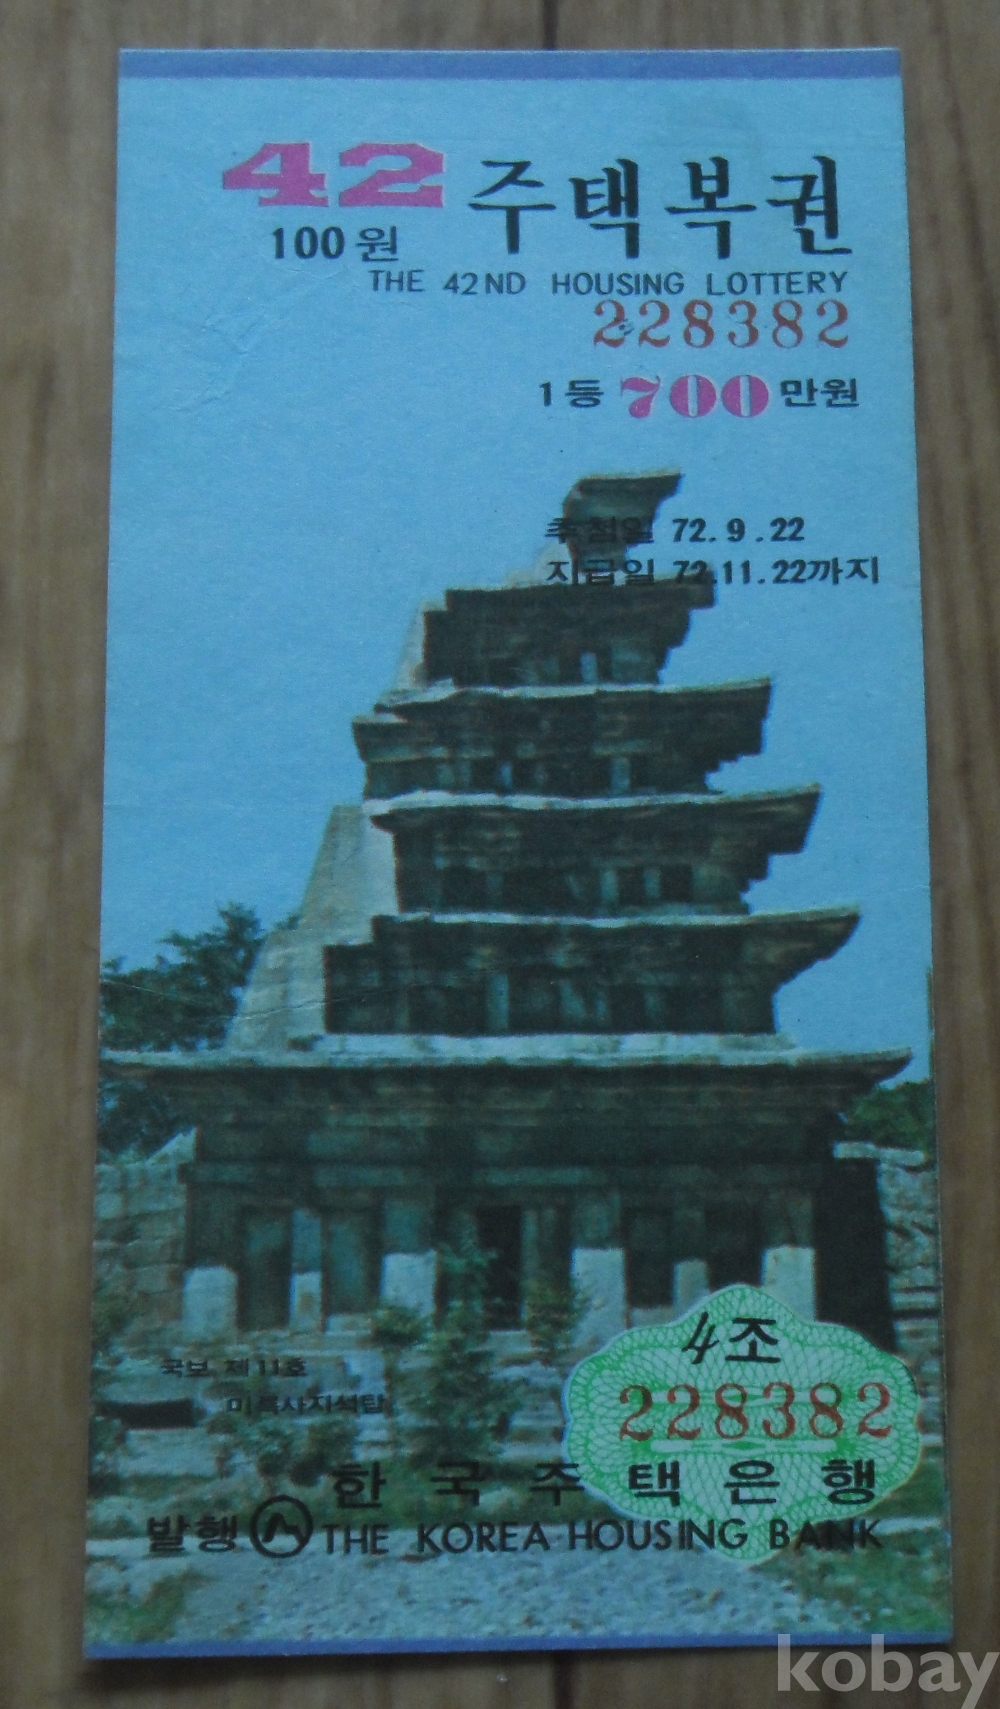 42 주택복권
100원
THE 42ND HOUSING LOTTERY
228382
1등 700만원
추첨일 72.9.22
지급일 72.11.22까지
4조
228382
국보 제11호
미륵사지석탑
한국주택은행
발행 THE KOREA HOUSING BANK
kobay